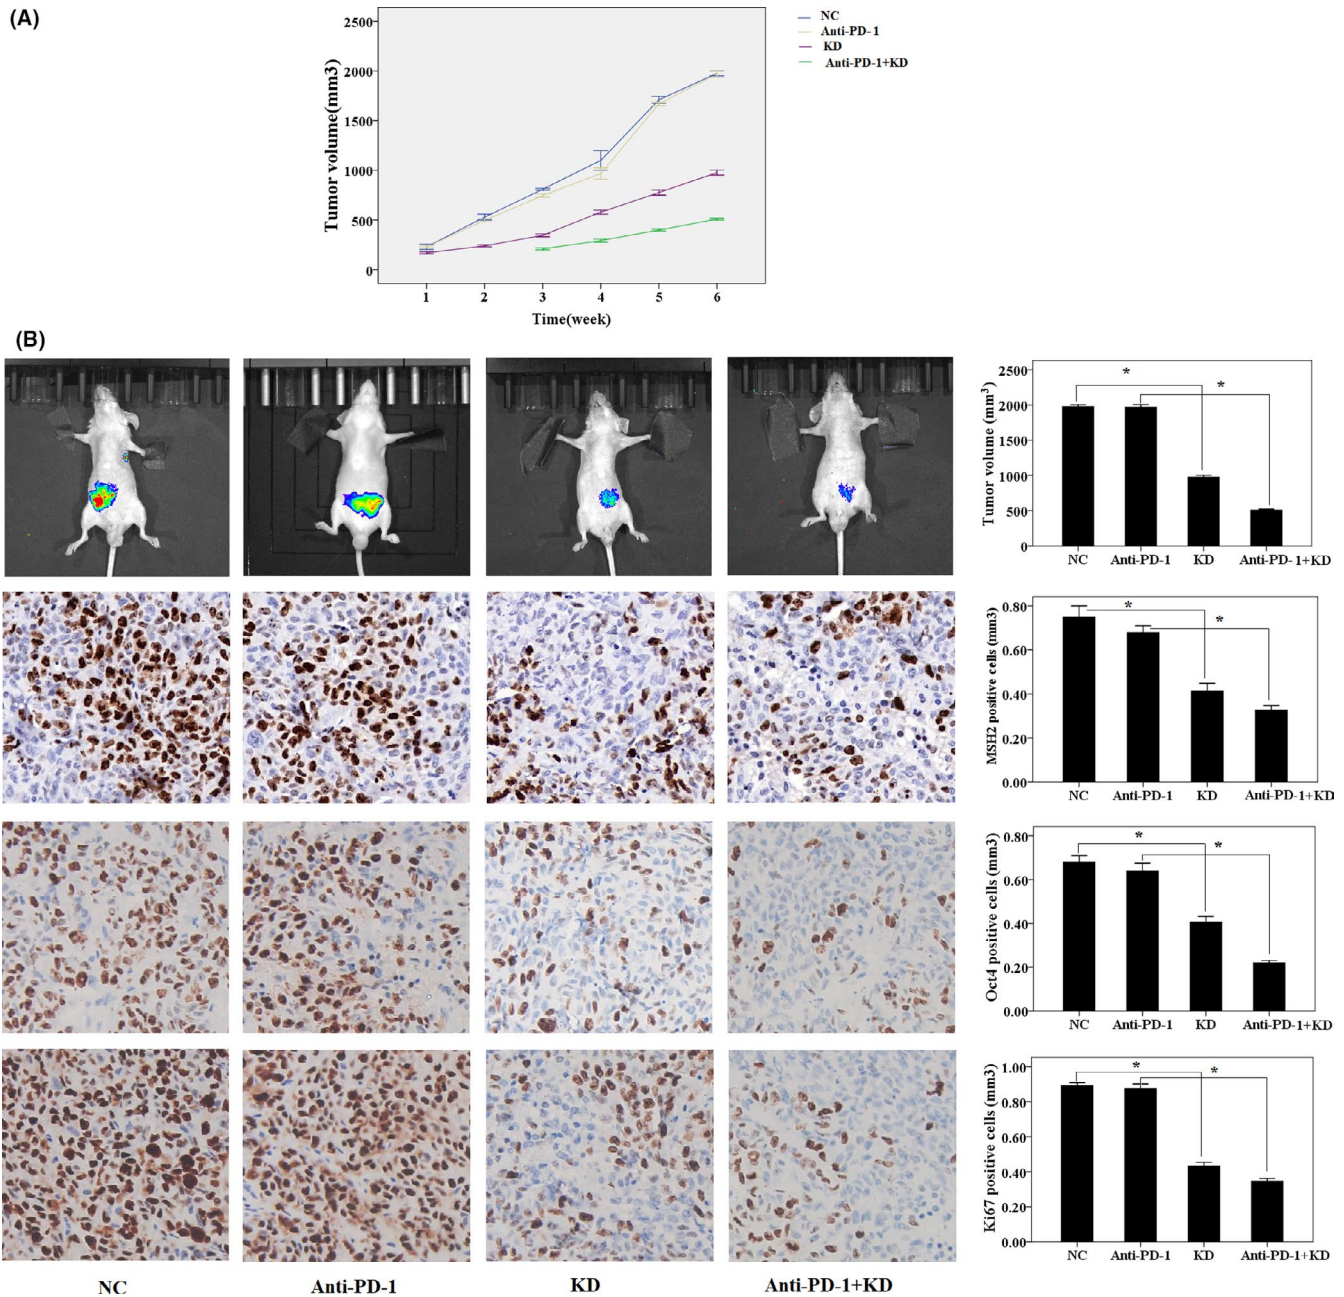 (A)
Tumor volume(mm3)
2500
2000
1500
1000
500
0
1 2 3 4 5 6
Time(week)
NC
Anti-PD-1
KD
Anti-PD-1+KD
(B)
Tumor volume (mm3)
2500
2000
1500
1000
500
0
* *
NC Anti-PD-1 KD Anti-PD-1+KD
MSH2 positive cells (mm3)
0.80
0.60
0.40
0.20
0.00
* *
NC Anti-PD-1 KD Anti-PD-1+KD
Oct4 positive cells (mm3)
0.80
0.60
0.40
0.20
0.00
* *
NC Anti-PD-1 KD Anti-PD-1+KD
Ki67 positive cells (mm3)
1.00
0.80
0.60
0.40
0.20
0.00
* *
NC Anti-PD-1 KD Anti-PD-1+KD
NC Anti-PD-1 KD Anti-PD-1+KD